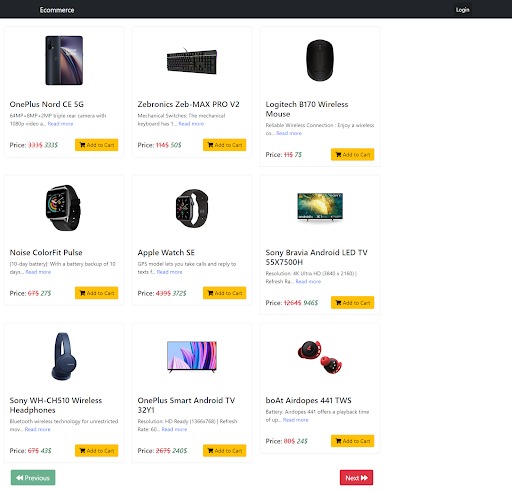 Ecommerce
Login
OnePlus Nord CE 5G
64MP+8MP+2MP triple rear camera with
1080p video a... Read more
Price: 333$ 333$
Add to Cart
Zebronics Zeb-MAX PRO V2
Mechanical Switches: The mechanical
keyboard has 1... Read more
Price: 114$ 50$
Add to Cart
Logitech B170 Wireless
Mouse
Reliable Wireless Connection : Enjoy a wireless
co... Read more
Price: 11$ 7$
Add to Cart
Noise ColorFit Pulse
(10-day battery): With a battery backup of 10
days... Read more
Price: 67$ 27$
Add to Cart
Apple Watch SE
GPS model lets you take calls and reply to
texts f... Read more
Price: 439$ 372$
Add to Cart
Sony Bravia Android LED TV
55X7500H
Resolution: 4K Ultra HD (3840 x 2160) |
Refresh Ra... Read more
Price: 1264$ 946$
Add to Cart
Sony WH-CH510 Wireless
Headphones
Bluetooth wireless technology for unrestricted
mov... Read more
Price: 67$ 43$
Add to Cart
OnePlus Smart Android TV
32Y1
Resolution: HD Ready (1366x768) | Refresh
Rate: 60... Read more
Price: 267$ 240$
Add to Cart
boAt Airdopes 441 TWS
Battery: Airdopes 441 offers a playback time
of up... Read more
Price: 80$ 24$
Add to Cart
Previous
Next